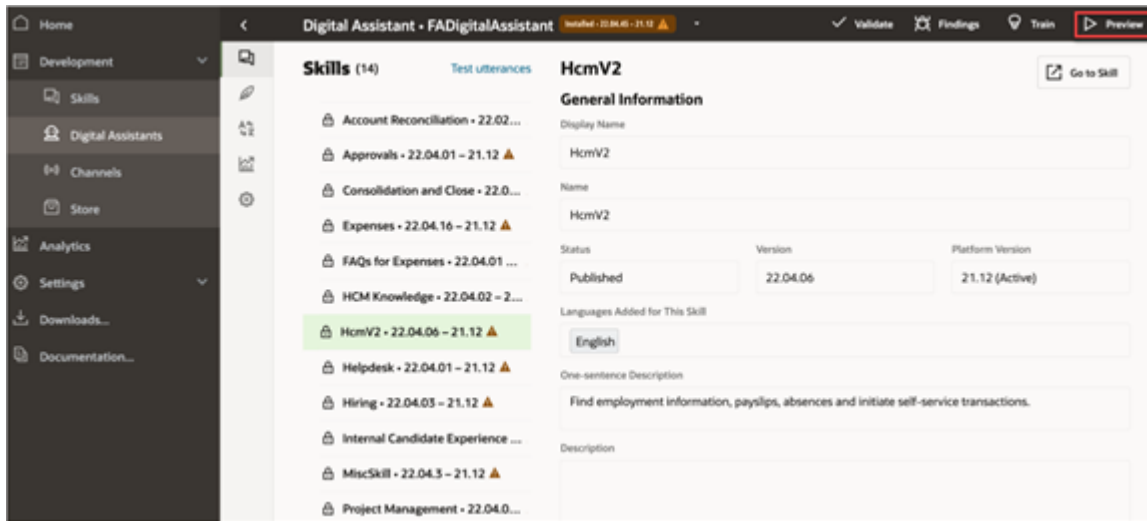 Home
Development
Skills
Digital Assistants
Channels
Store
Analytics
Settings
Downloads...
Documentation...
Digital Assistant • FADigitalAssistant
Validate
Findings
Train
Preview
Skills (14)
Test utterances
Account Reconciliation • 22.02...
Approvals • 22.04.01 – 21.12
Consolidation and Close • 22.0...
Expenses • 22.04.16 – 21.12
FAQs for Expenses • 22.04.01 ...
HCM Knowledge • 22.04.02 – 2...
HcmV2 • 22.04.06 – 21.12
Helpdesk • 22.04.01 – 21.12
Hiring • 22.04.03 – 21.12
Internal Candidate Experience ...
MiscSkill • 22.04.3 – 21.12
Project Management • 22.04.0...
HcmV2
Go to Skill
General Information
Display Name
HcmV2
Name
HcmV2
Status
Version
Platform Version
Published
22.04.06
21.12 (Active)
Languages Added for This Skill
English
One-sentence Description
Find employment information, payslips, absences and initiate self-service transactions.
Description